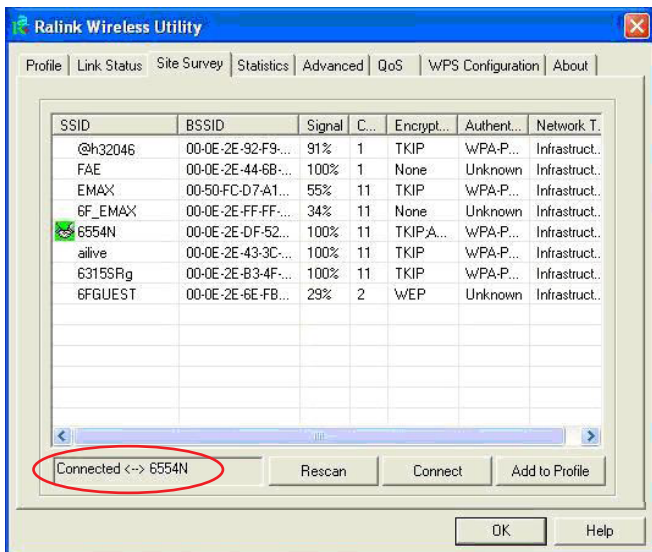 Ralink Wireless Utility
Profile Link Status Site Survey Statistics Advanced QoS WPS Configuration About
SSID BSSID Signal C... Encrypt... Authent... Network T.
@h32046 00-0E-2E-92-F9-... 91% 1 TKIP WPA-P... Infrastruct..
FAE 00-0E-2E-44-6B-... 100% 1 None Unknown Infrastruct..
EMAX 00-50-FC-D7-A1... 55% 11 TKIP WPA-P... Infrastruct..
6F_EMAX 00-0E-2E-FF-FF-... 34% 11 None Unknown Infrastruct..
6554N 00-0E-2E-DF-52... 100% 11 TKIP;A... WPA-P... Infrastruct..
ailive 00-0E-2E-43-3C-... 100% 11 TKIP WPA-P... Infrastruct..
6315SRg 00-0E-2E-B3-4F-... 100% 11 TKIP WPA-P... Infrastruct..
6FGUEST 00-0E-2E-6E-FB... 29% 2 WEP Unknown Infrastruct..
Connected <--> 6554N Rescan Connect Add to Profile
OK Help